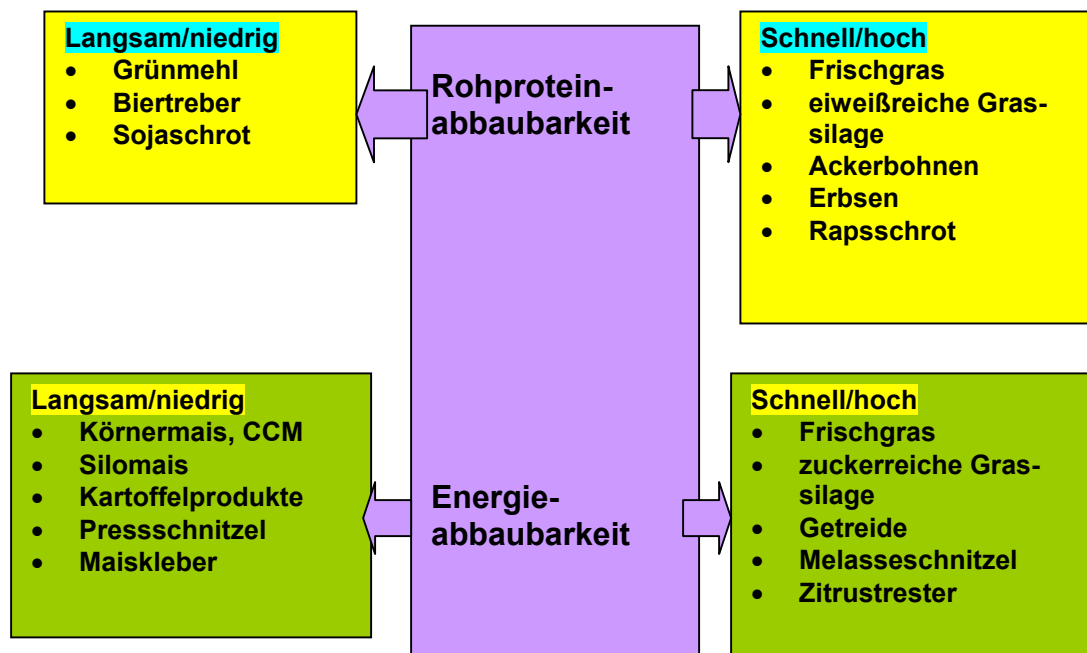 Langsam/niedrig
• Grünmehl
• Biertreber
• Sojaschrot
Rohprotein-
abbaubarkeit
Schnell/hoch
• Frischgras
• eiweißreiche Gras-
silage
• Ackerbohnen
• Erbsen
• Rapsschrot
Langsam/niedrig
• Körnermais, CCM
• Silomais
• Kartoffelprodukte
• Pressschnitzel
• Maiskleber
Energie-
abbaubarkeit
Schnell/hoch
• Frischgras
• zuckerreiche Gras-
silage
• Getreide
• Melasseschnitzel
• Zitrustrester